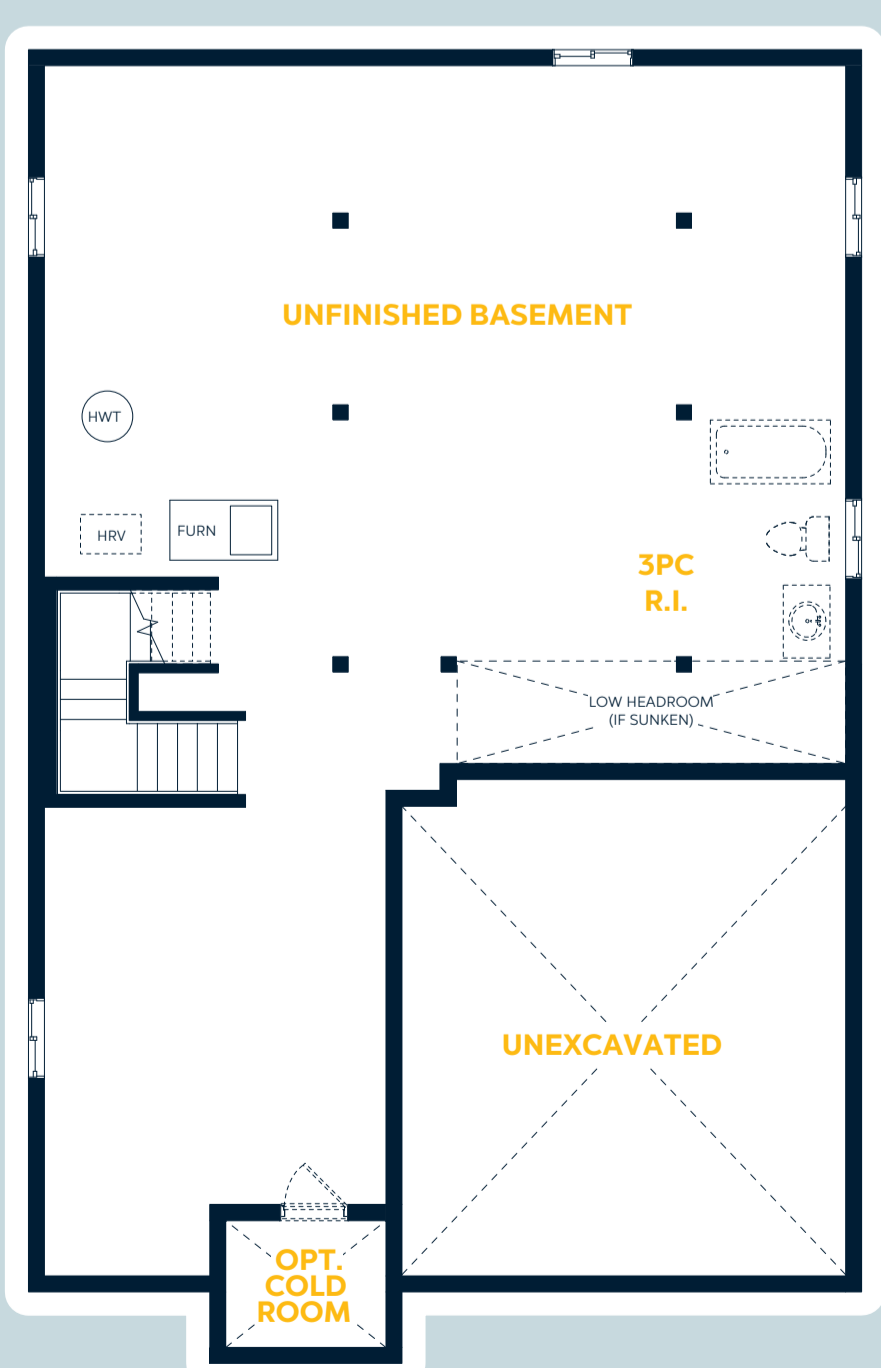 UNFINISHED BASEMENT
HWT
HRV
FURN
3PC
R.I.
LOW HEADROOM
(IF SUNKEN)
UNEXCAVATED
OPT.
COLD
ROOM